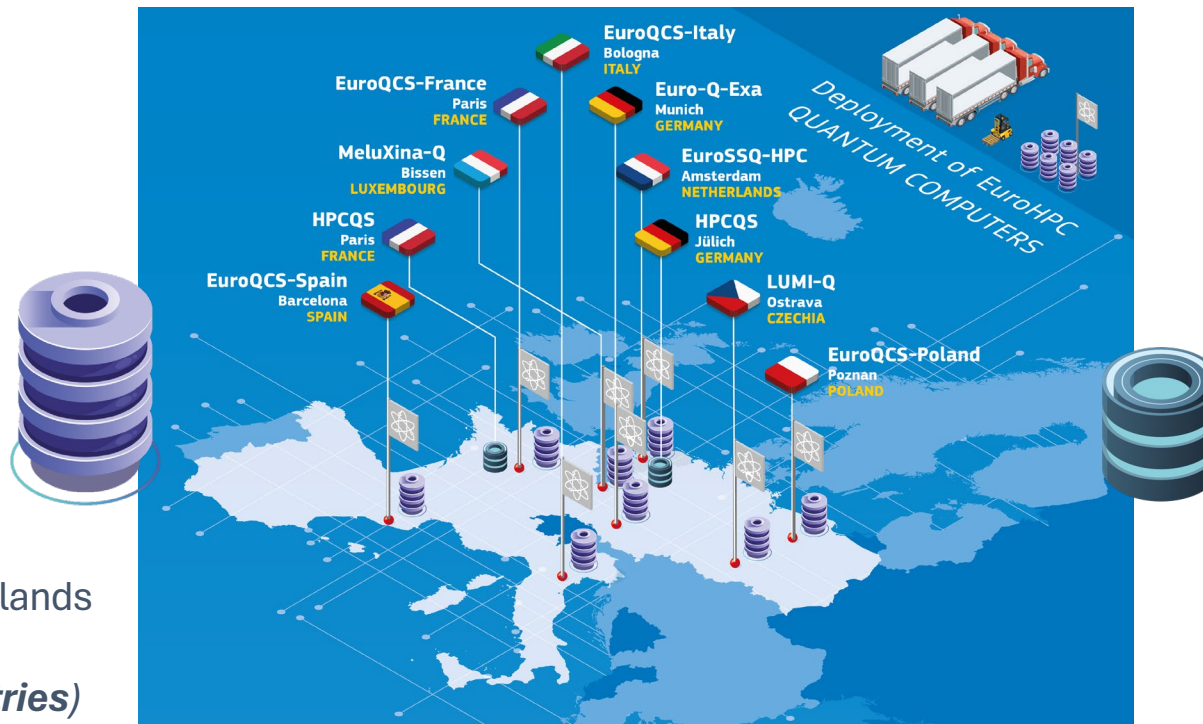 EuroQCS-Italy
Bologna
ITALY
EuroQCS-France
Paris
FRANCE
Euro-Q-Exa
Munich
GERMANY
MeluXina-Q
Bissen
LUXEMBOURG
EuroSSQ-HPC
Amsterdam
NETHERLANDS
HPCQS
Paris
FRANCE
HPCQS
Jülich
GERMANY
EuroQCS-Spain
Barcelona
SPAIN
LUMI-Q
Ostrava
CZECHIA
EuroQCS-Poland
Poznan
POLAND
Deployment of EuroHPC
QUANTUM COMPUTERS